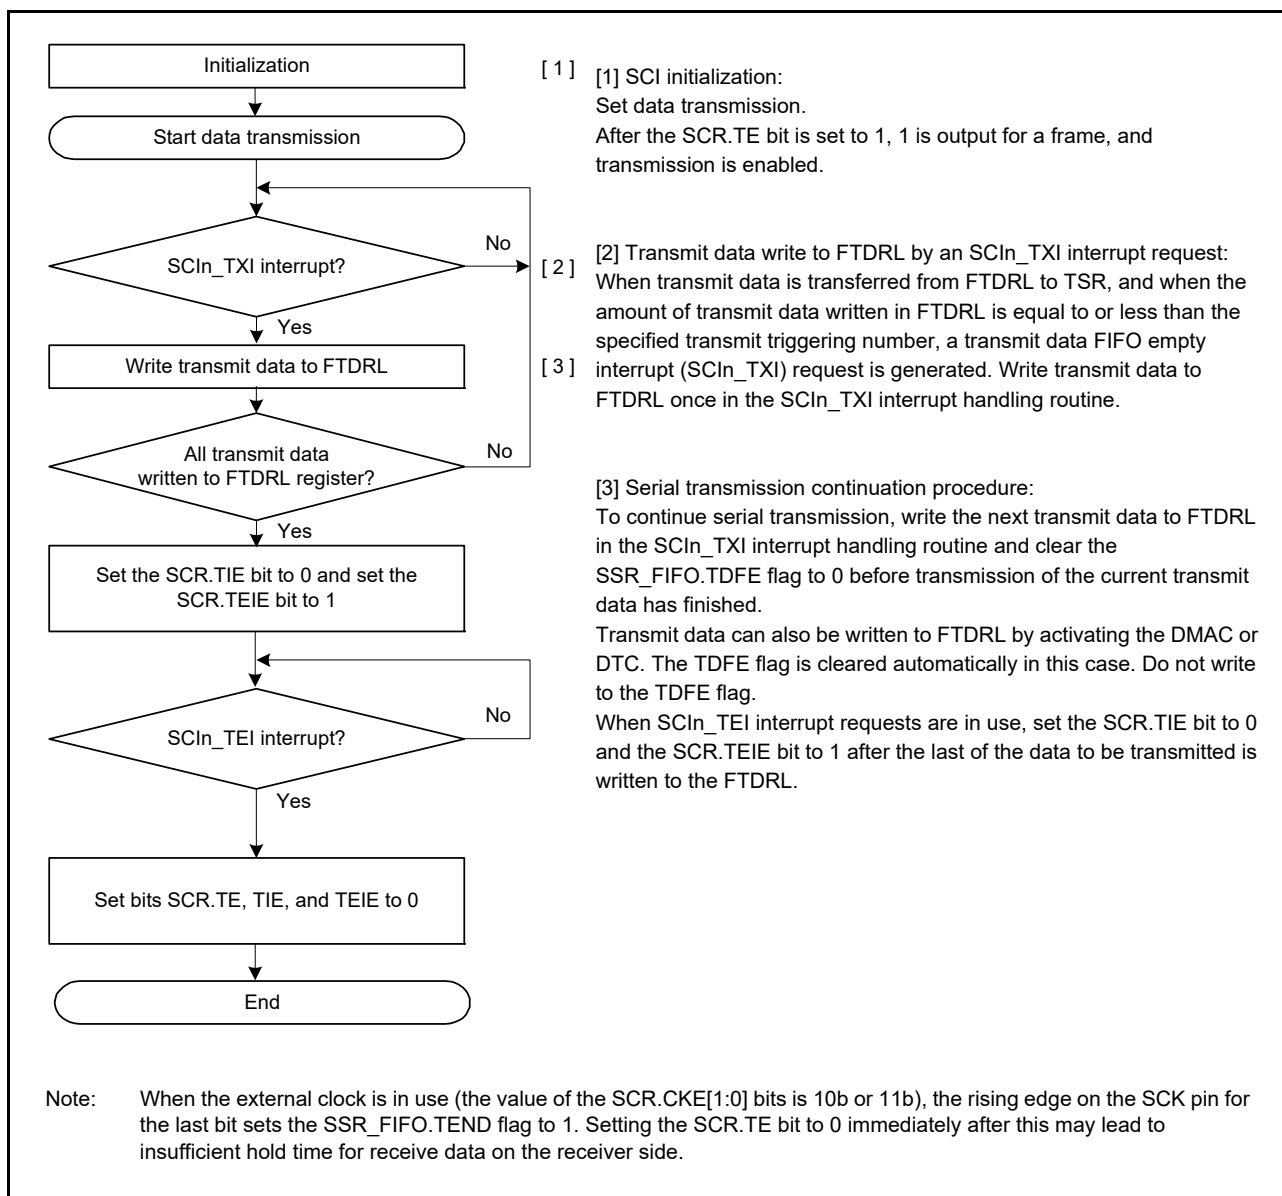 Initialization
[ 1 ]
Start data transmission
SCIn_TXI interrupt?
No
[ 2 ]
Yes
Write transmit data to FTDRL
[ 3 ]
All transmit data
written to FTDRL register?
No
Yes
Set the SCR.TIE bit to 0 and set the
SCR.TEIE bit to 1
SCIn_TEI interrupt?
No
Yes
Set bits SCR.TE, TIE, and TEIE to 0
End
[1] SCI initialization:
Set data transmission.
After the SCR.TE bit is set to 1, 1 is output for a frame, and
transmission is enabled.
[2] Transmit data write to FTDRL by an SCIn_TXI interrupt request:
When transmit data is transferred from FTDRL to TSR, and when the
amount of transmit data written in FTDRL is equal to or less than the
specified transmit triggering number, a transmit data FIFO empty
interrupt (SCIn_TXI) request is generated. Write transmit data to
FTDRL once in the SCIn_TXI interrupt handling routine.
[3] Serial transmission continuation procedure:
To continue serial transmission, write the next transmit data to FTDRL
in the SCIn_TXI interrupt handling routine and clear the
SSR_FIFO.TDFE flag to 0 before transmission of the current transmit
data has finished.
Transmit data can also be written to FTDRL by activating the DMAC or
DTC. The TDFE flag is cleared automatically in this case. Do not write
to the TDFE flag.
When SCIn_TEI interrupt requests are in use, set the SCR.TIE bit to 0
and the SCR.TEIE bit to 1 after the last of the data to be transmitted is
written to the FTDRL.
Note: When the external clock is in use (the value of the SCR.CKE[1:0] bits is 10b or 11b), the rising edge on the SCK pin for
the last bit sets the SSR_FIFO.TEND flag to 1. Setting the SCR.TE bit to 0 immediately after this may lead to
insufficient hold time for receive data on the receiver side.